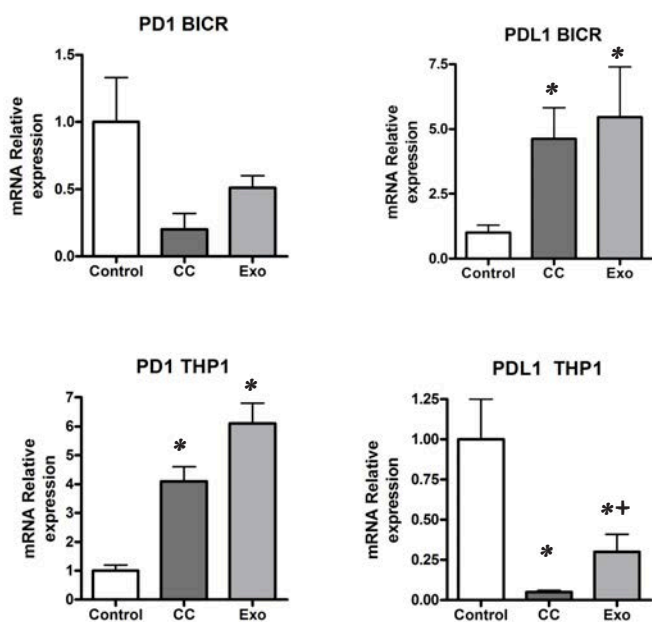 PD1 BICR
mRNA Relative
expression
1.5
1.0
0.5
0.0
Control CC Exo
PDL1 BICR
mRNA Relative
expression
7.5
5.0
2.5
0.0
* *
Control CC Exo
PD1 THP1
mRNA Relative
expression
7
6
5
4
3
2
1
0
* *
Control CC Exo
PDL1 THP1
mRNA Relative
expression
1.25
1.00
0.75
0.50
0.25
0.00
* *+
Control CC Exo